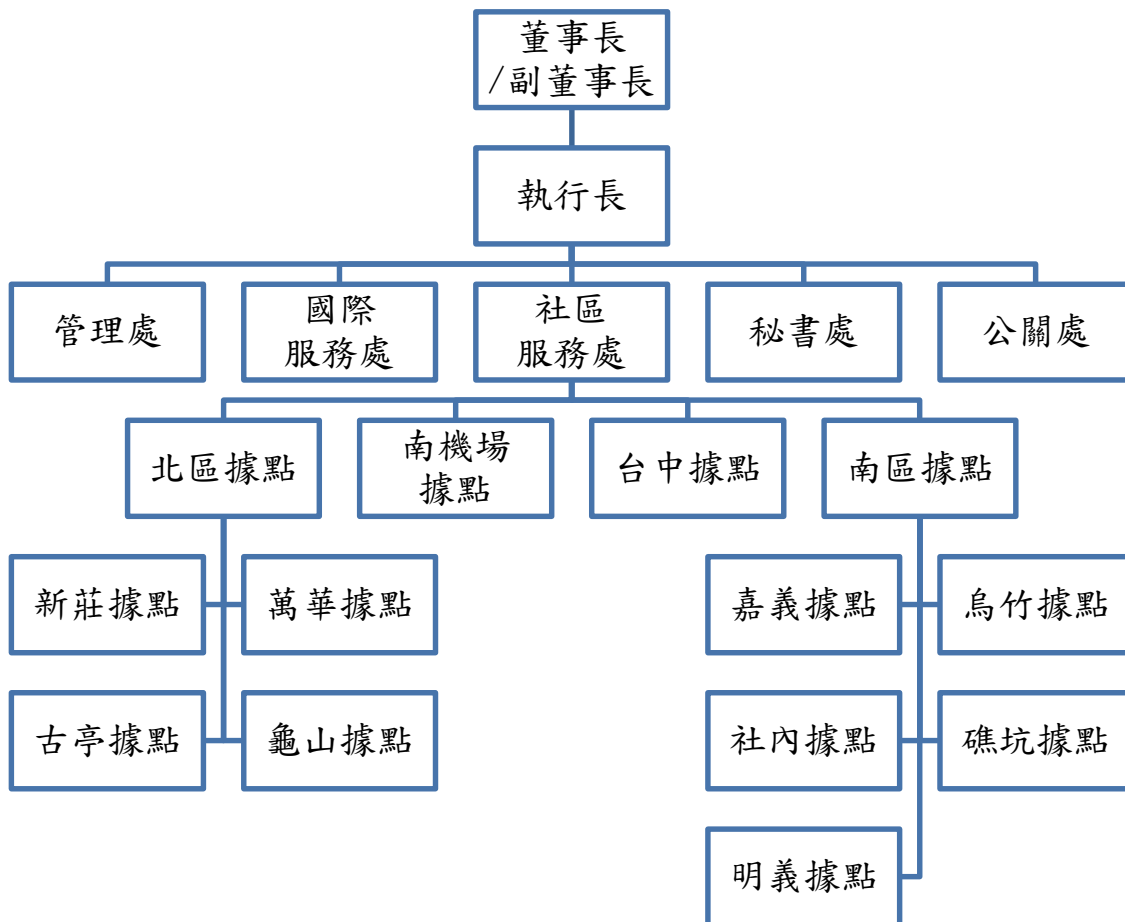 董事長
/副董事長
執行長
管理處
國際
服務處
社區
服務處
秘書處
公關處
北區據點
南機場
據點
台中據點
南區據點
新莊據點
萬華據點
嘉義據點
烏竹據點
古亭據點
龜山據點
社內據點
礁坑據點
明義據點